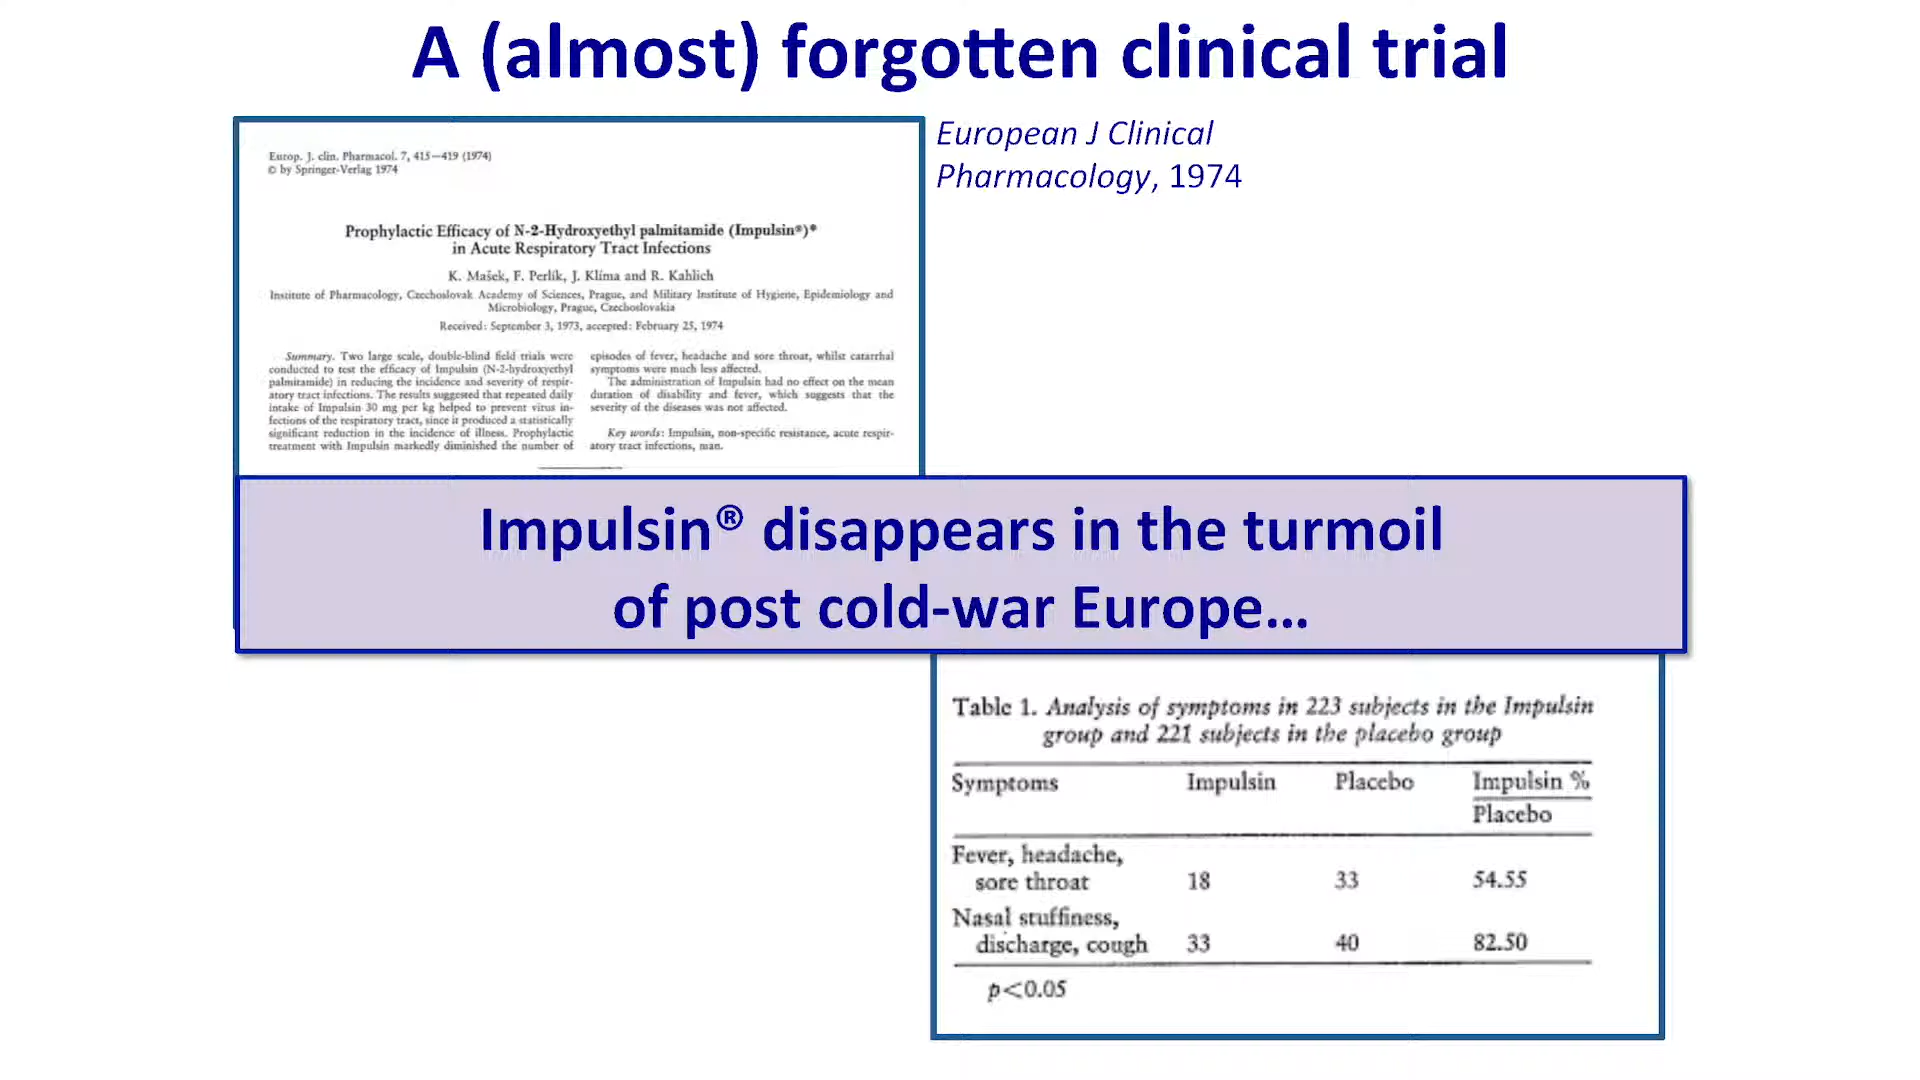 A (almost) forgotten clinical trial
European J Clinical
Pharmacology, 1974
Europ. J. clin. Pharmacol. 7, 415—419 (1974)
© by Springer-Verlag 1974
Prophylactic Efficacy of N-2-Hydroxyethyl palmitamide (Impulsin®)*
in Acute Respiratory Tract Infections
K. Mašek, F. Perlík, J. Klíma and R. Kahlich
Institute of Pharmacology, Czechoslovak Academy of Sciences, Prague, and Military Institute of Hygiene, Epidemiology and
Microbiology, Prague, Czechoslovakia
Received: September 3, 1973, accepted: February 25, 1974
Summary. Two large scale, double-blind field trials were
conducted to test the efficacy of Impulsin (N-2-hydroxyethyl
palmitamide) in reducing the incidence and severity of respir-
atory tract infections. The results suggested that repeated daily
intake of Impulsin 30 mg per kg helped to prevent virus in-
fections of the respiratory tract, since it produced a statistically
significant reduction in the incidence of illness. Prophylactic
treatment with Impulsin markedly diminished the number of
episodes of fever, headache and sore throat, whilst catarrhal
symptoms were much less affected.
The administration of Impulsin had no effect on the mean
duration of disability and fever, which suggests that the
severity of the diseases was not affected.
Key words: Impulsin, non-specific resistance, acute respir-
atory tract infections, man.
Impulsin® disappears in the turmoil
of post cold-war Europe...
Table 1. Analysis of symptoms in 223 subjects in the Impulsin
group and 221 subjects in the placebo group
Symptoms Impulsin Placebo Impulsin %
Placebo
Fever, headache,
sore throat 18 33 54.55
Nasal stuffiness,
discharge, cough 33 40 82.50
p<0.05